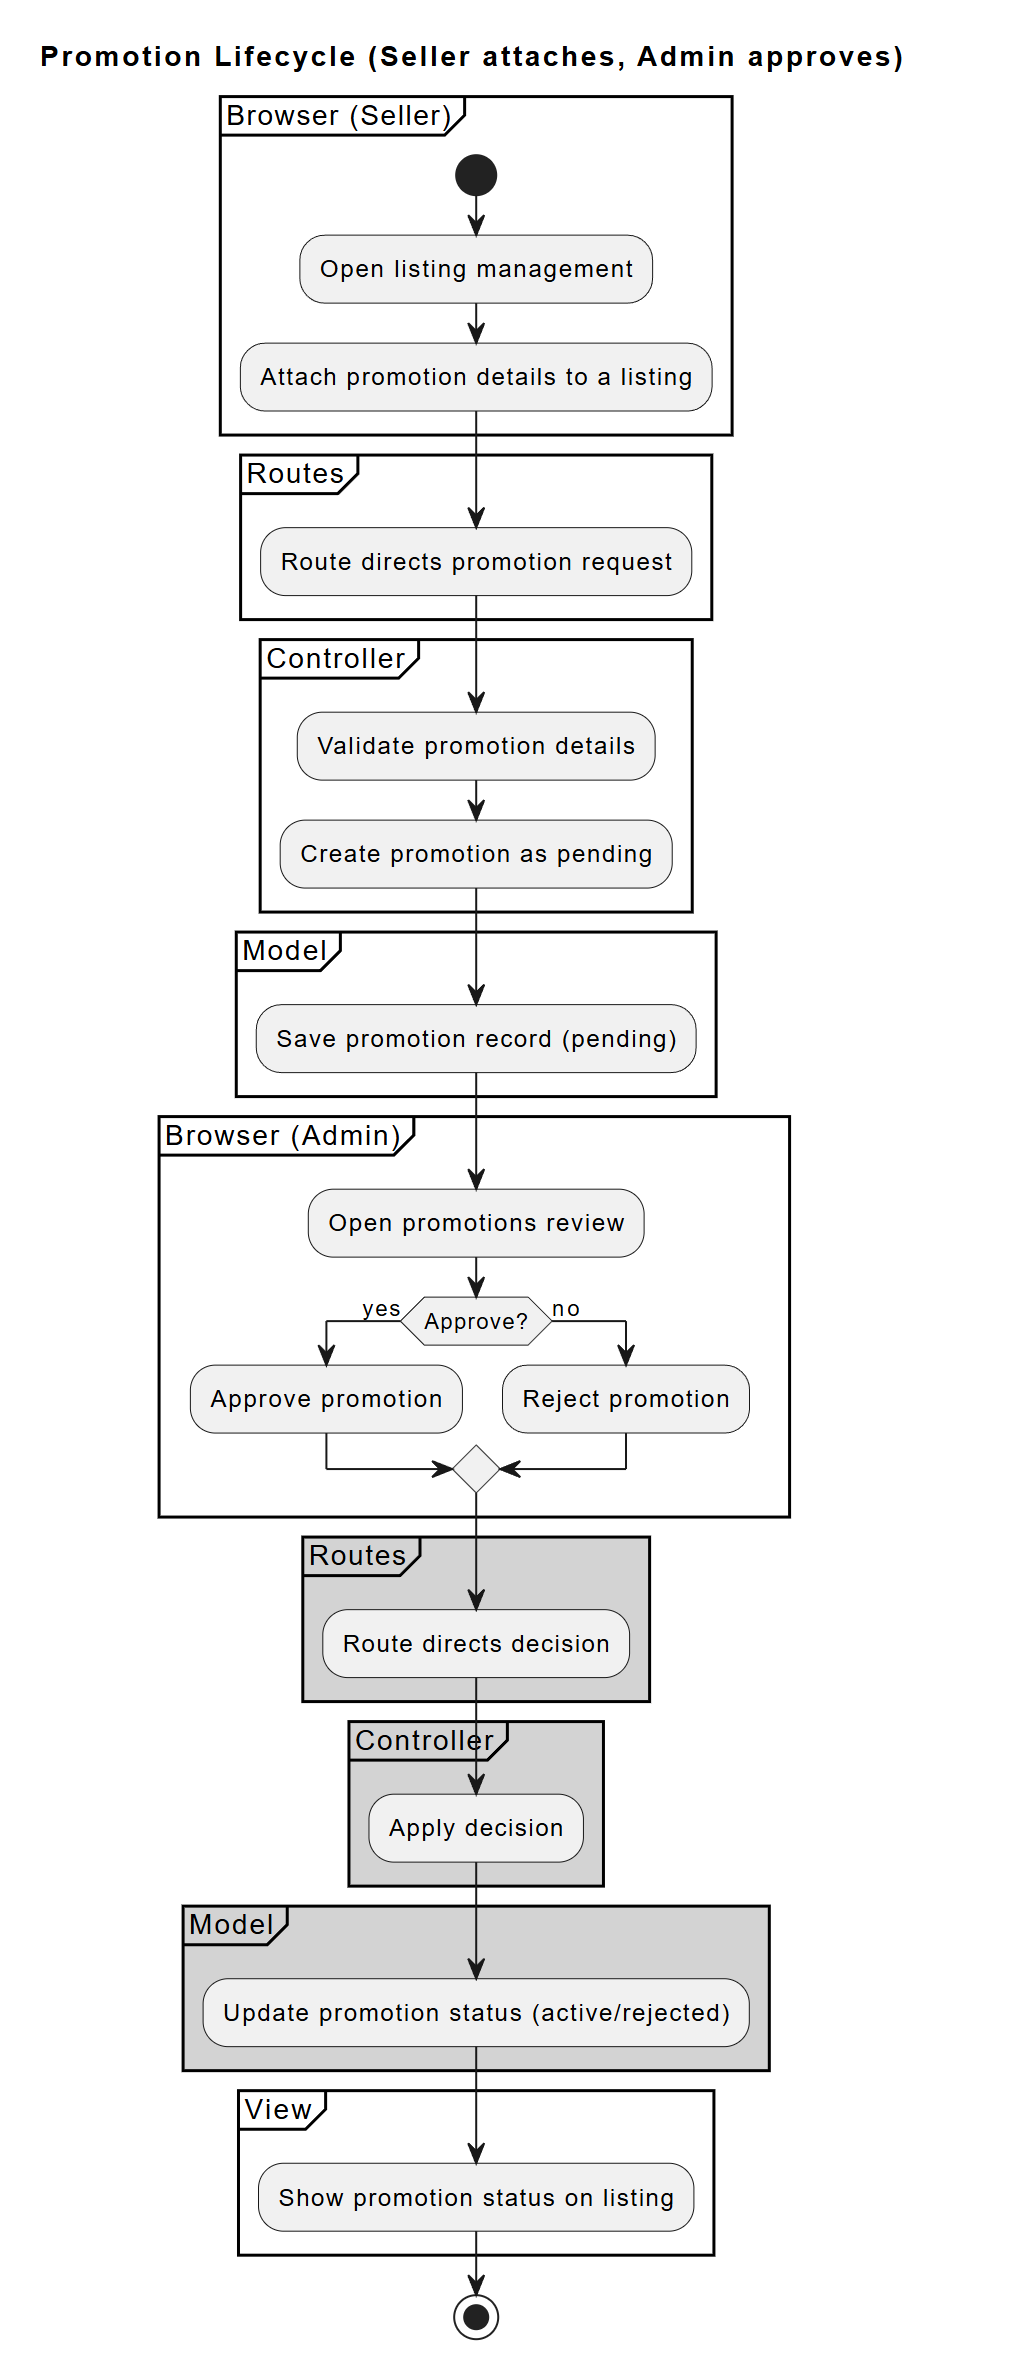 Promotion Lifecycle (Seller attaches, Admin approves)
Browser (Seller)
Open listing management
Attach promotion details to a listing
Routes
Route directs promotion request
Controller
Validate promotion details
Create promotion as pending
Model
Save promotion record (pending)
Browser (Admin)
Open promotions review
yes
Approve?
no
Approve promotion
Reject promotion
Routes
Route directs decision
Controller
Apply decision
Model
Update promotion status (active/rejected)
View
Show promotion status on listing